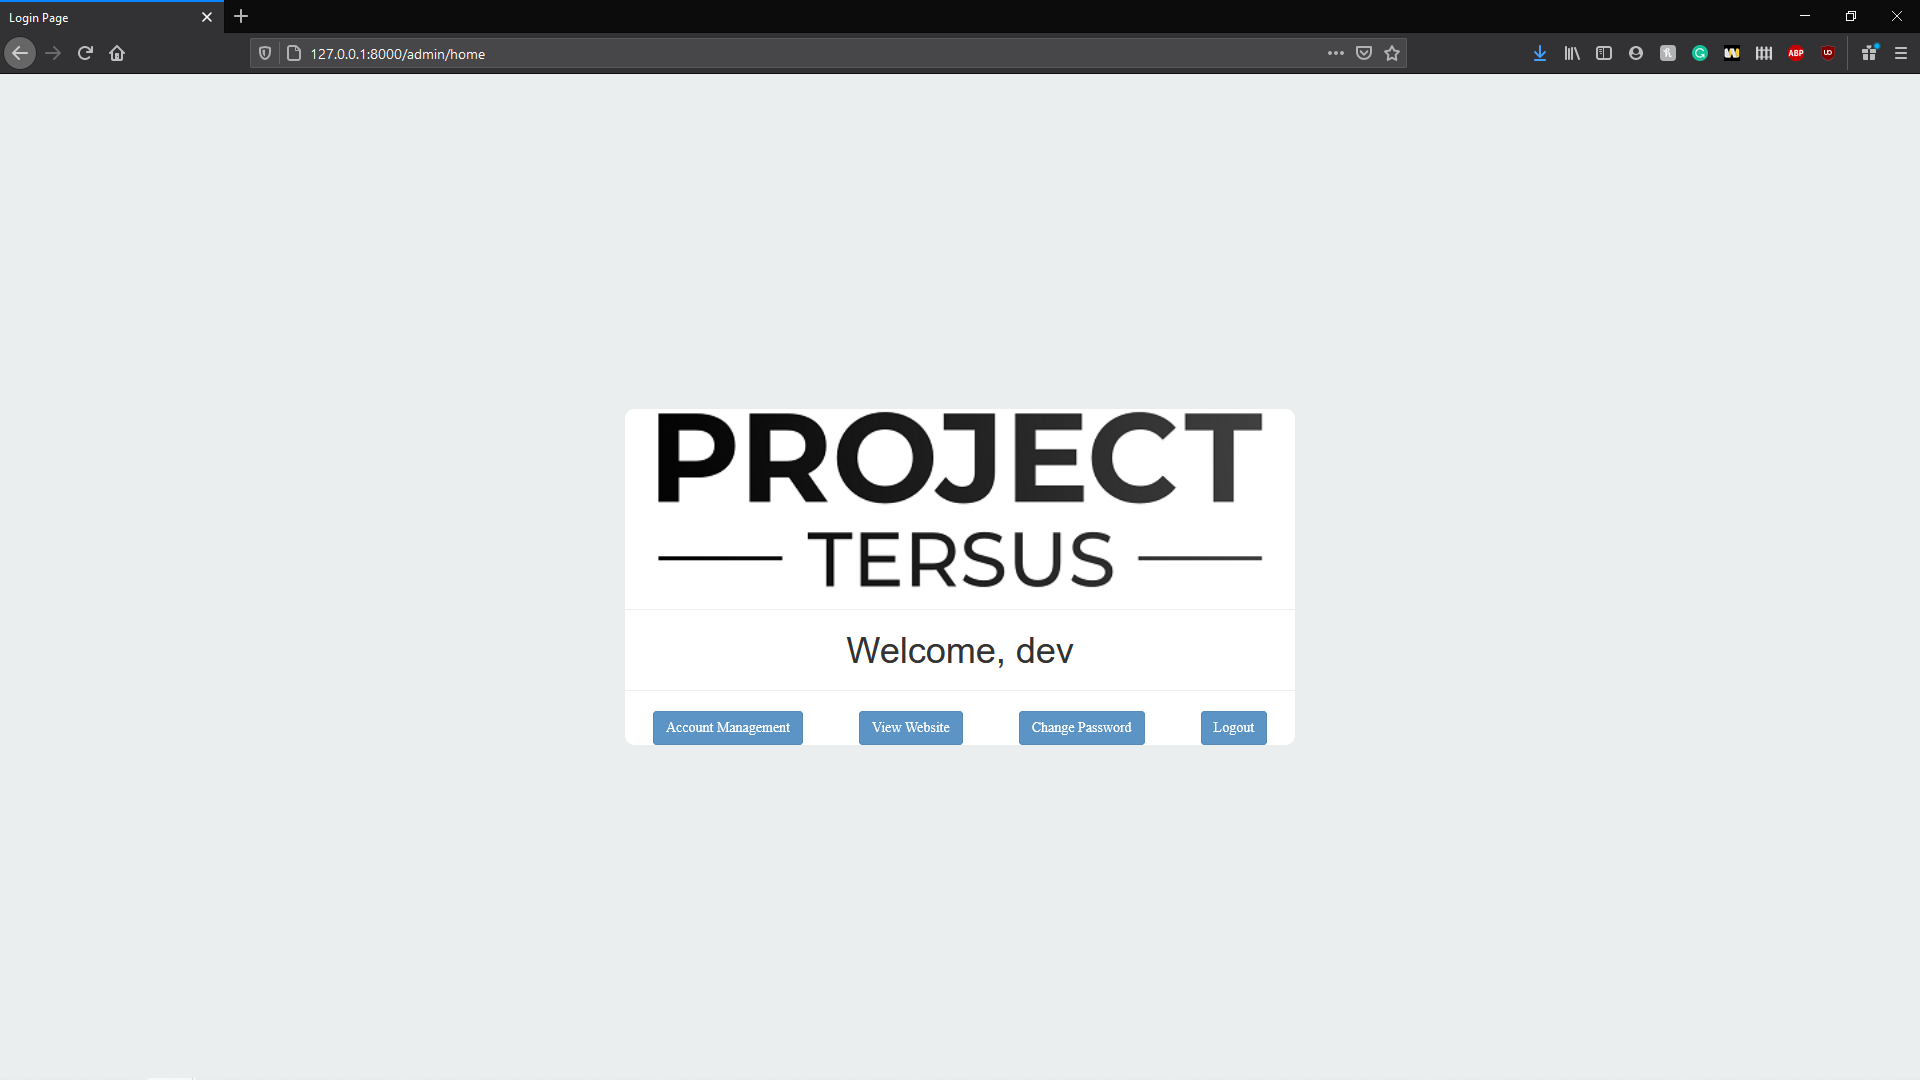 Login Page
127.0.0.1:8000/admin/home
ABP
PROJECT
TERSUS
Welcome, dev
Account Management
View Website
Change Password
Logout